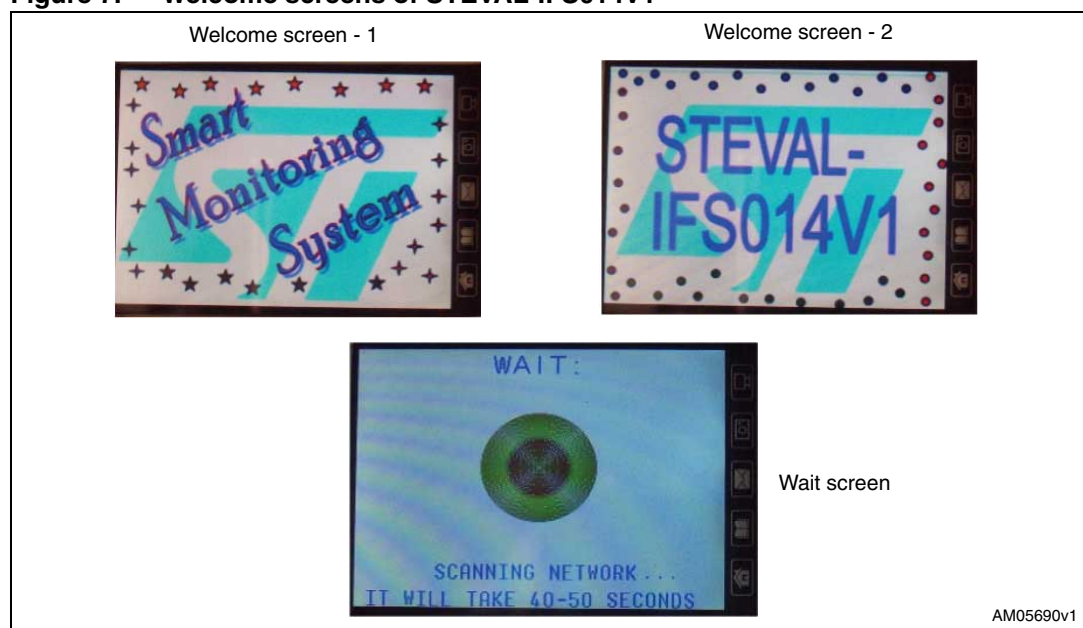 Figure 7. Welcome screens of STEVAL-IFS014V1
Welcome screen - 1
Welcome screen - 2
Smart
Monitoring
System
STEVAL-
IFS014V1
WAIT:
SCANNING NETWORK...
IT WILL TAKE 40-50 SECONDS
Wait screen
AM05690v1